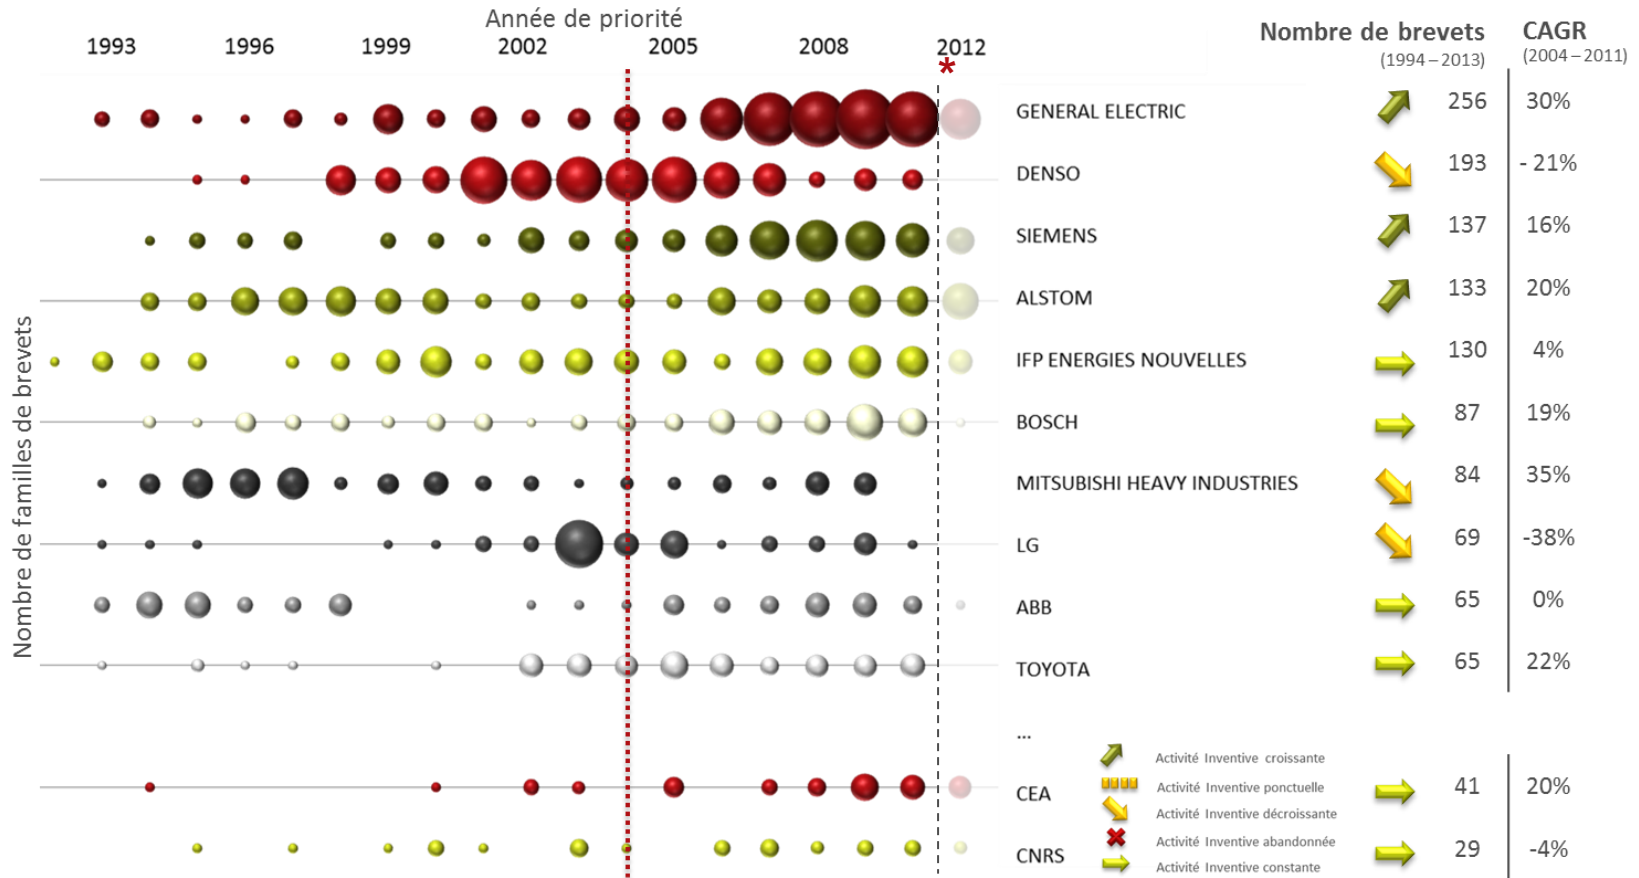 Année de priorité
1993 1996 1999 2002 2005 2008 2012
*
Nombre de brevets
(1994 – 2013)
CAGR
(2004 – 2011)
Nombre de familles de brevets
GENERAL ELECTRIC 256 30%
DENSO 193 - 21%
SIEMENS 137 16%
ALSTOM 133 20%
IFP ENERGIES NOUVELLES 130 4%
BOSCH 87 19%
MITSUBISHI HEAVY INDUSTRIES 84 35%
LG 69 -38%
ABB 65 0%
TOYOTA 65 22%
...
CEA 41 20%
CNRS 29 -4%
Activité Inventive croissante
Activité Inventive ponctuelle
Activité Inventive décroissante
Activité Inventive abandonnée
Activité Inventive constante